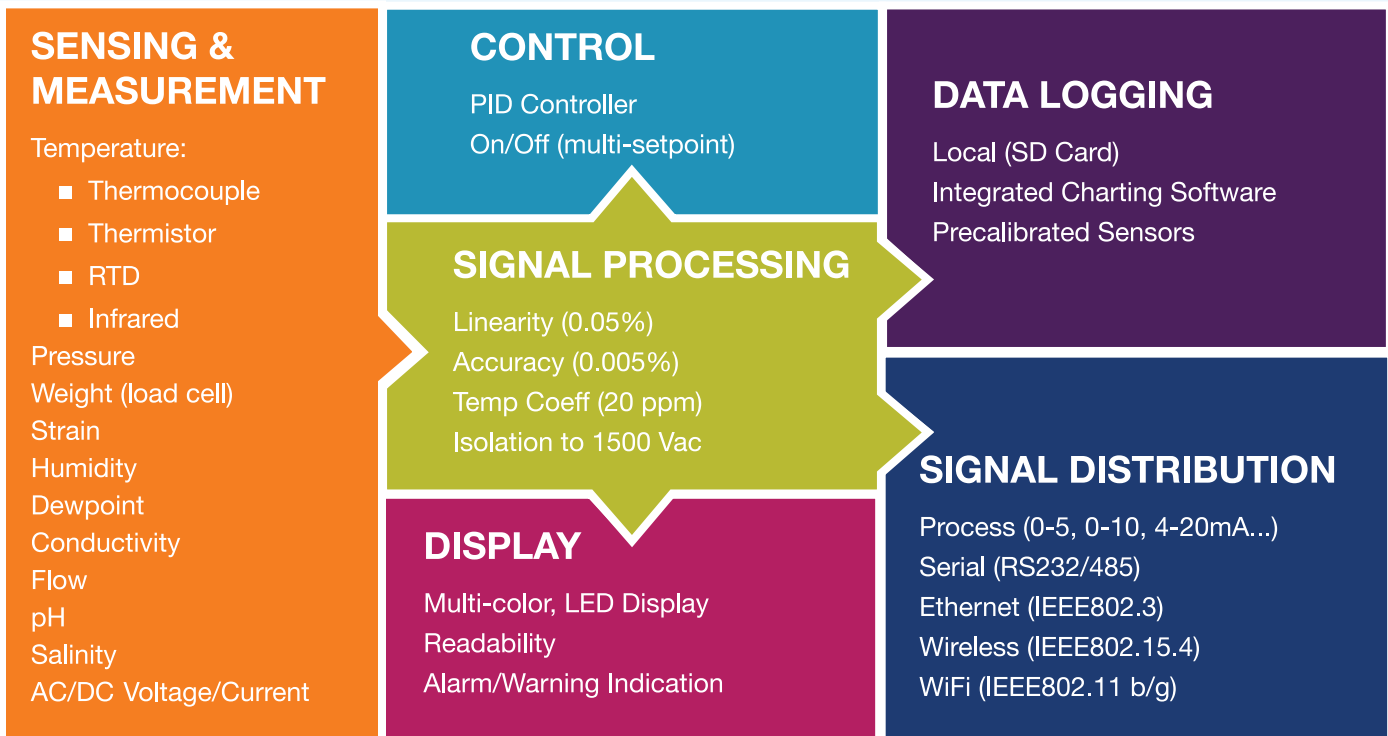 SENSING &
MEASUREMENT
Temperature:
■ Thermocouple
■ Thermistor
■ RTD
■ Infrared
Pressure
Weight (load cell)
Strain
Humidity
Dewpoint
Conductivity
Flow
pH
Salinity
AC/DC Voltage/Current
CONTROL
PID Controller
On/Off (multi-setpoint)
SIGNAL PROCESSING
Linearity (0.05%)
Accuracy (0.005%)
Temp Coeff (20 ppm)
Isolation to 1500 Vac
DISPLAY
Multi-color, LED Display
Readability
Alarm/Warning Indication
DATA LOGGING
Local (SD Card)
Integrated Charting Software
Precalibrated Sensors
SIGNAL DISTRIBUTION
Process (0-5, 0-10, 4-20mA...)
Serial (RS232/485)
Ethernet (IEEE802.3)
Wireless (IEEE802.15.4)
WiFi (IEEE802.11 b/g)